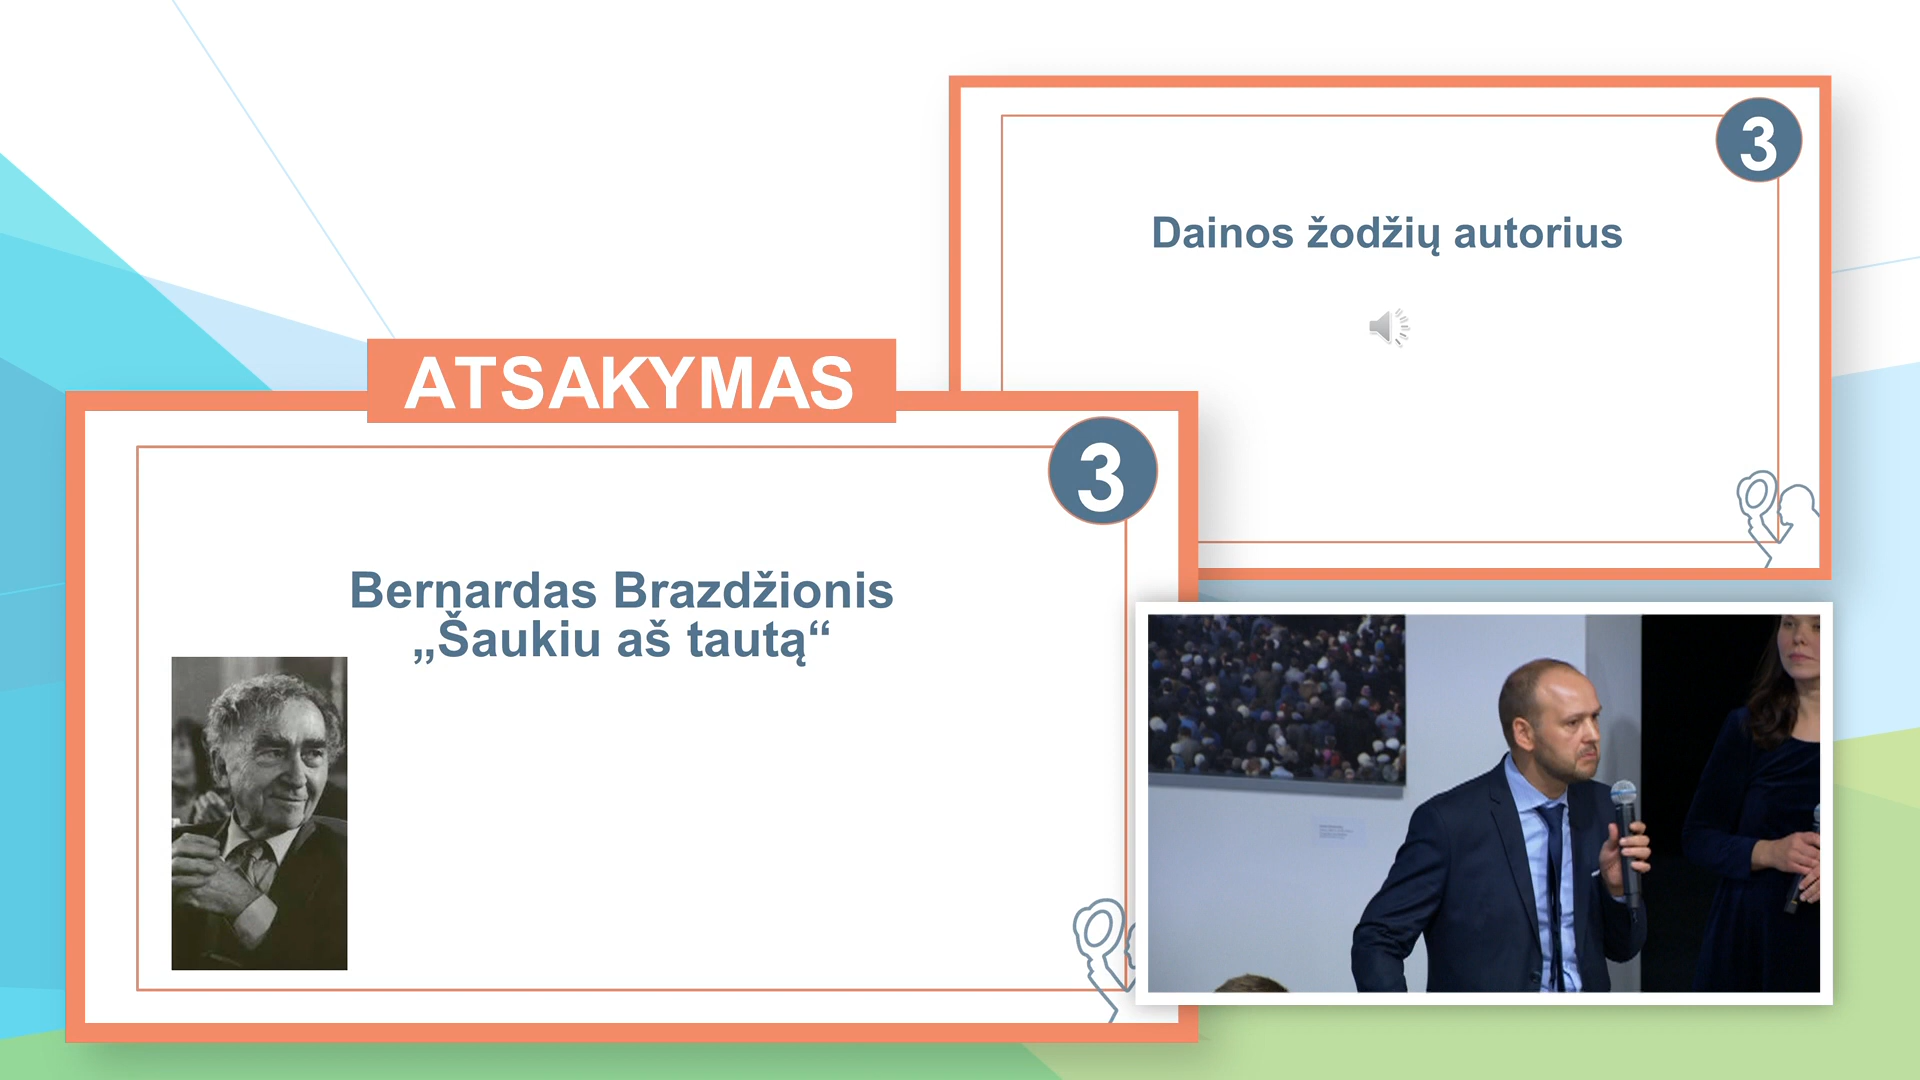 3
Dainos žodžių autorius
ATSAKYMAS
3
Bernardas Brazdžionis
„Šaukiu aš tautą“